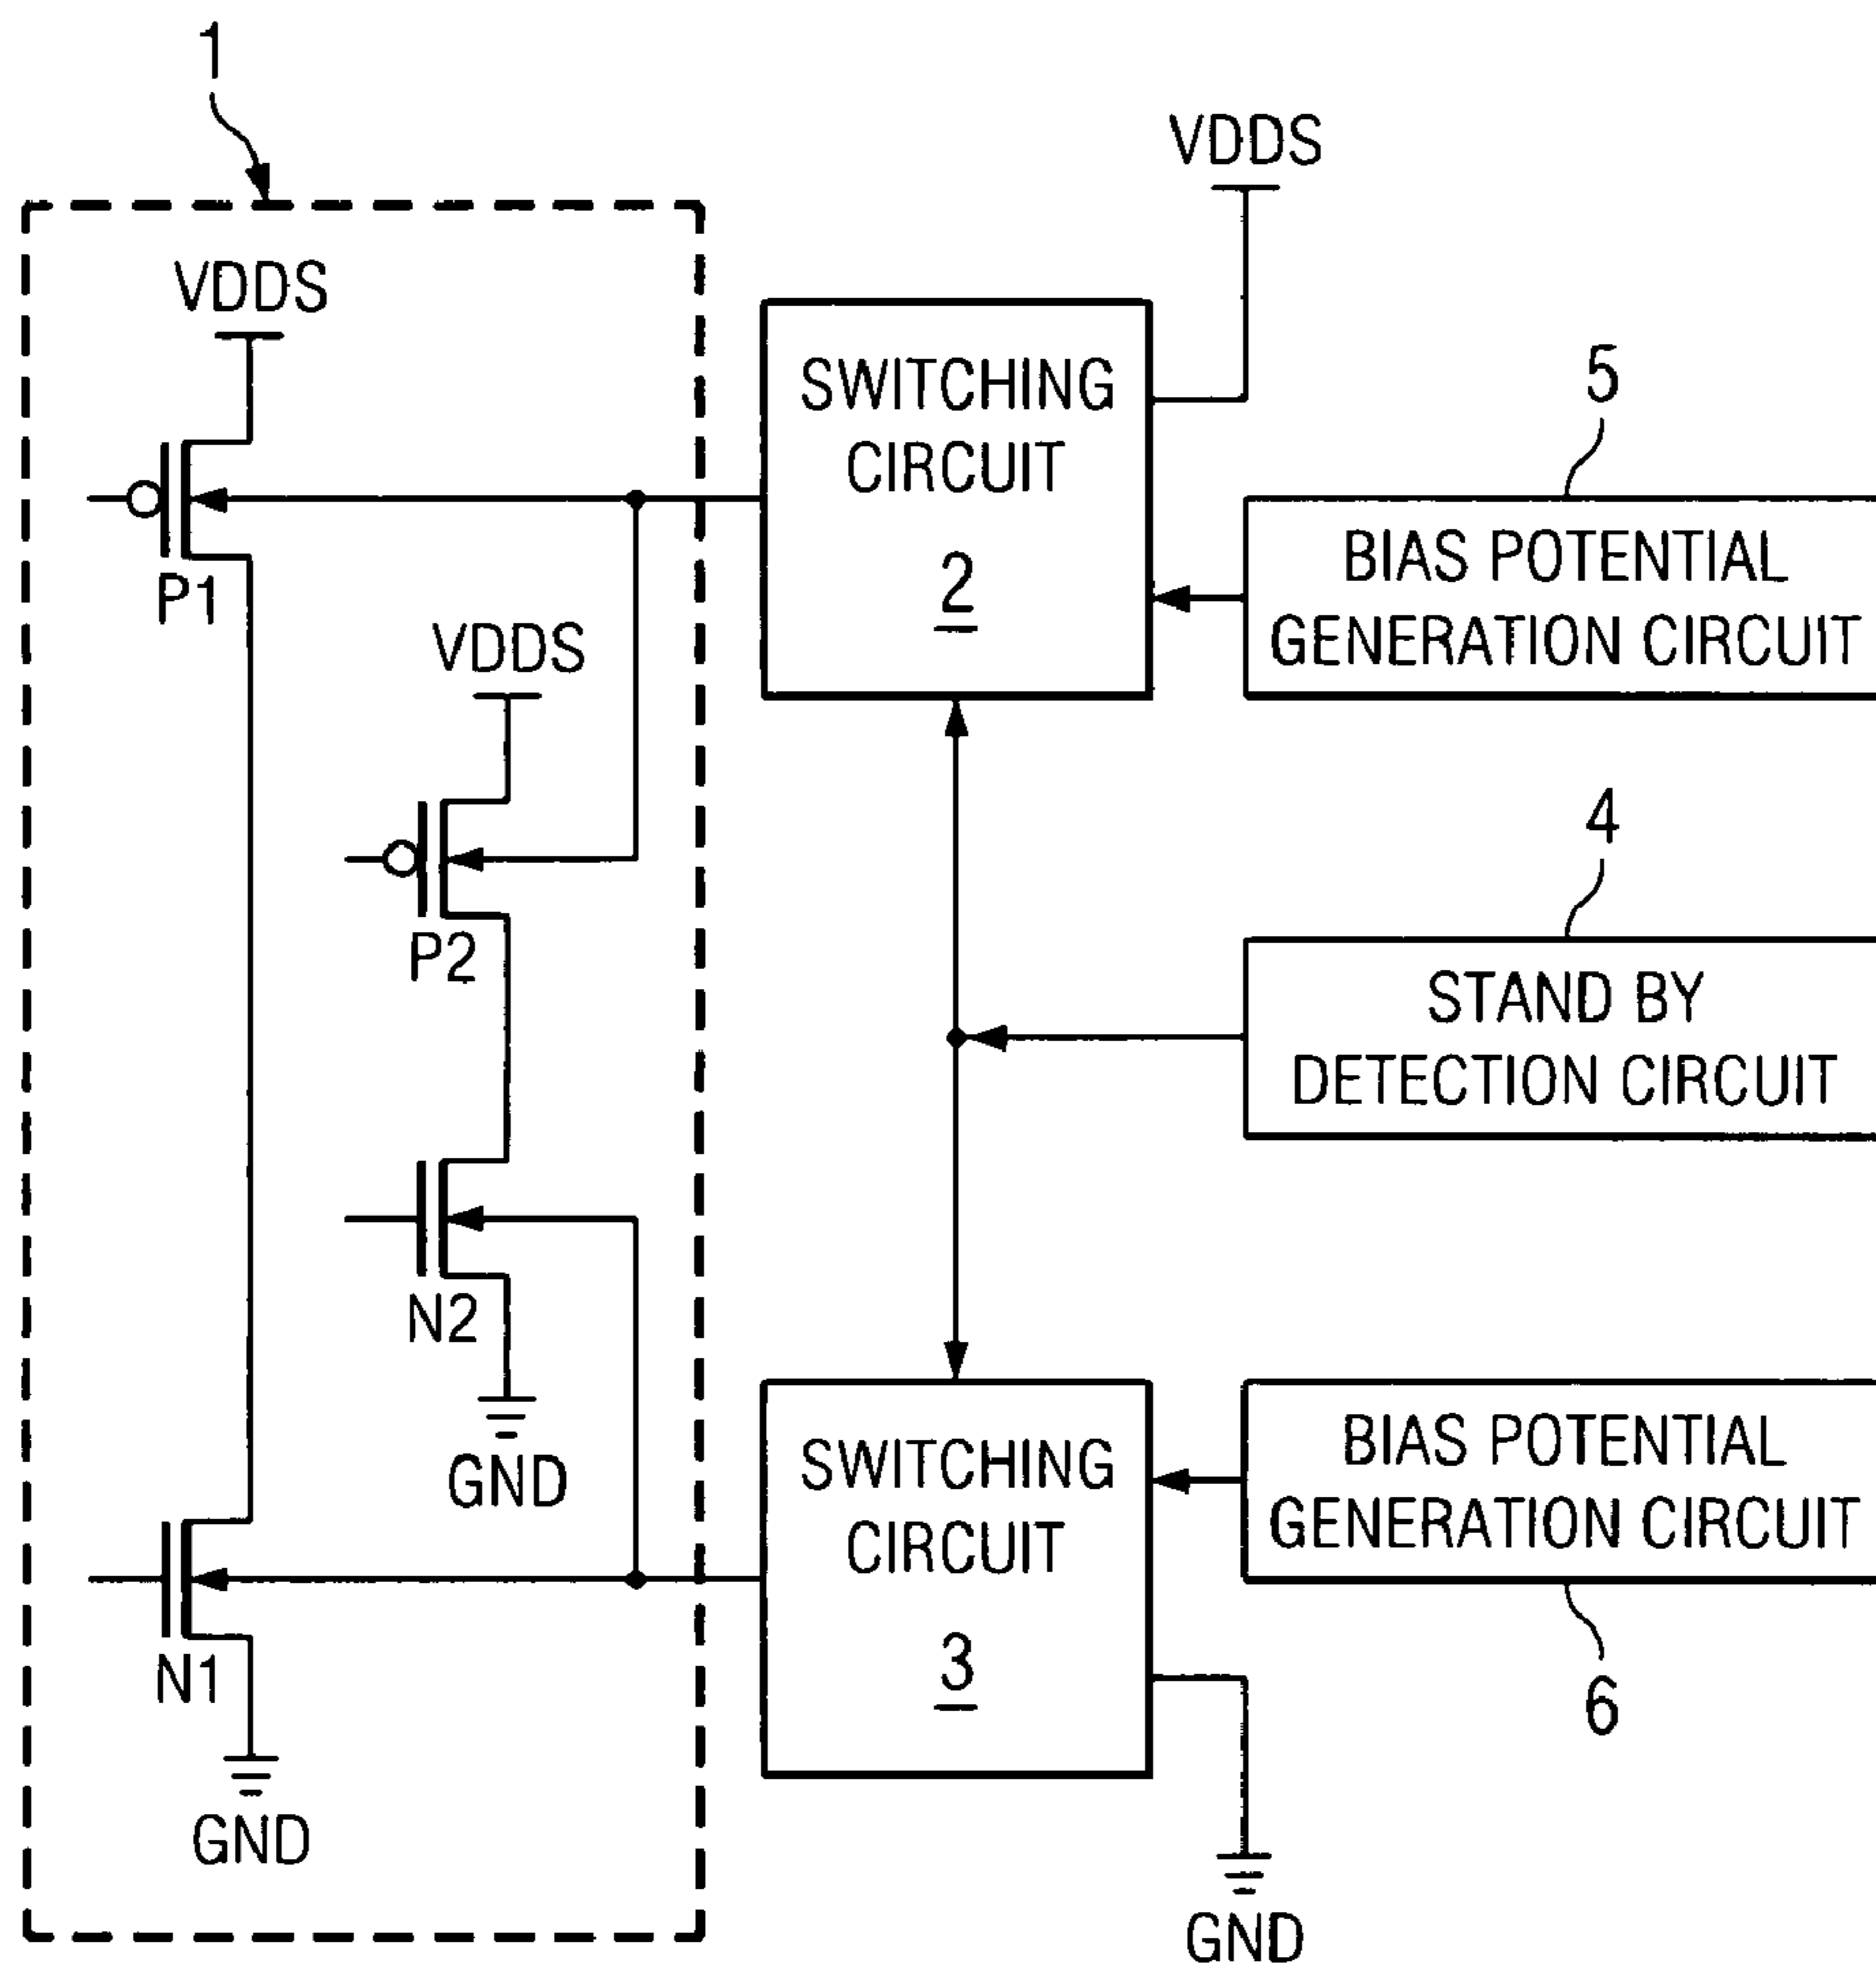 1
VDDS
VDDS
SWITCHING
CIRCUIT
2
5
BIAS POTENTIAL
GENERATION CIRCUIT
P1
VDDS
P2
4
STAND BY
DETECTION CIRCUIT
N2
GND
SWITCHING
CIRCUIT
3
BIAS POTENTIAL
GENERATION CIRCUIT
6
N1
GND
GND